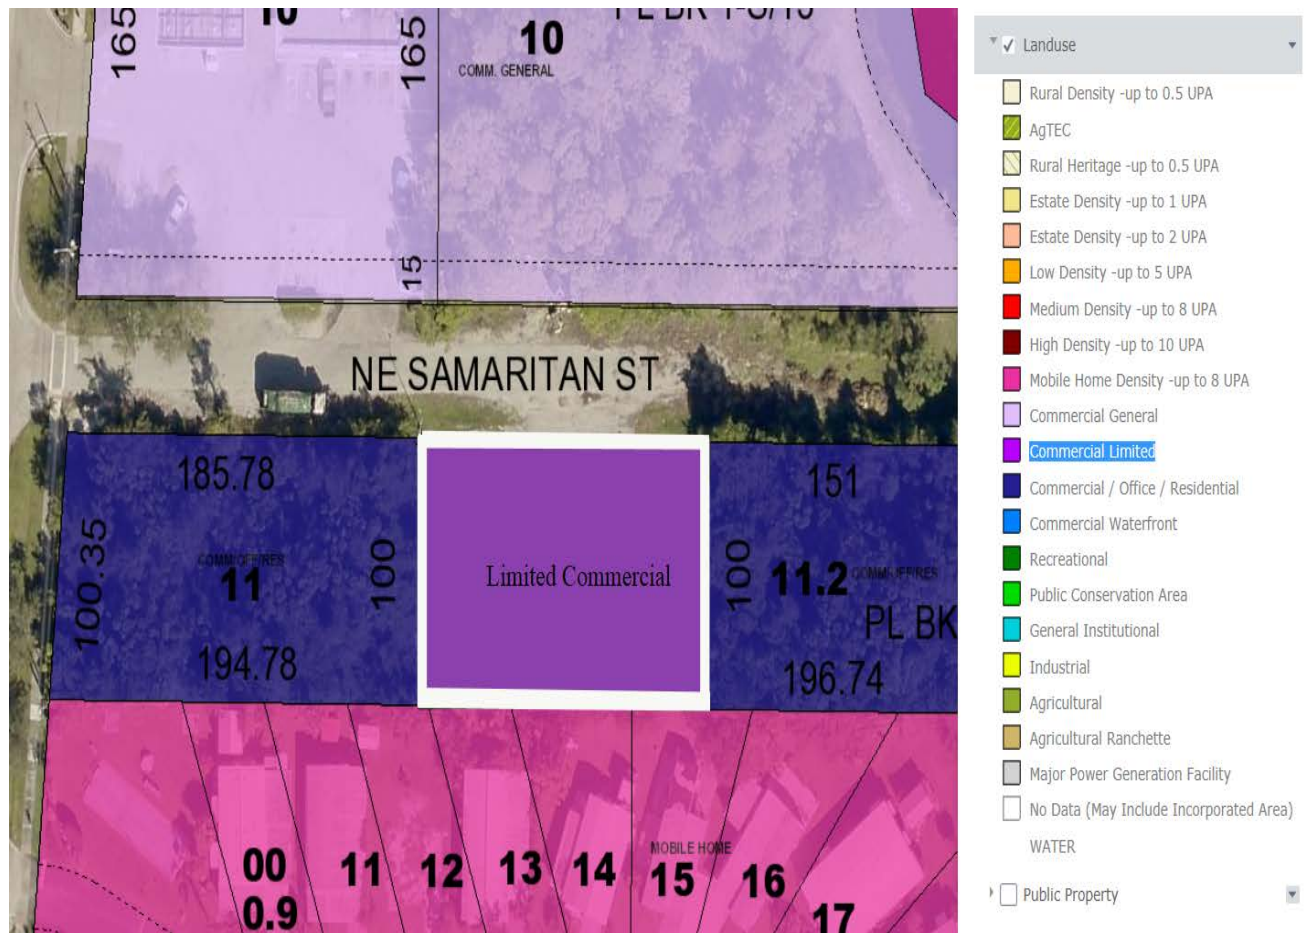 165
10
165
10
COMM. GENERAL
115
NE SAMARITAN ST
185.78
100.35
COMM/OFF/RES
11
100
194.78
Limited Commercial
151
100
11.2
COMM/OFF/RES
PL BK
196.74
00
0.9
11
12
13
14
MOBILE HOME
15
16
17
Landuse
Rural Density -up to 0.5 UPA
AgTEC
Rural Heritage -up to 0.5 UPA
Estate Density -up to 1 UPA
Estate Density -up to 2 UPA
Low Density -up to 5 UPA
Medium Density -up to 8 UPA
High Density -up to 10 UPA
Mobile Home Density -up to 8 UPA
Commercial General
Commercial Limited
Commercial / Office / Residential
Commercial Waterfront
Recreational
Public Conservation Area
General Institutional
Industrial
Agricultural
Agricultural Ranchette
Major Power Generation Facility
No Data (May Include Incorporated Area)
WATER
Public Property